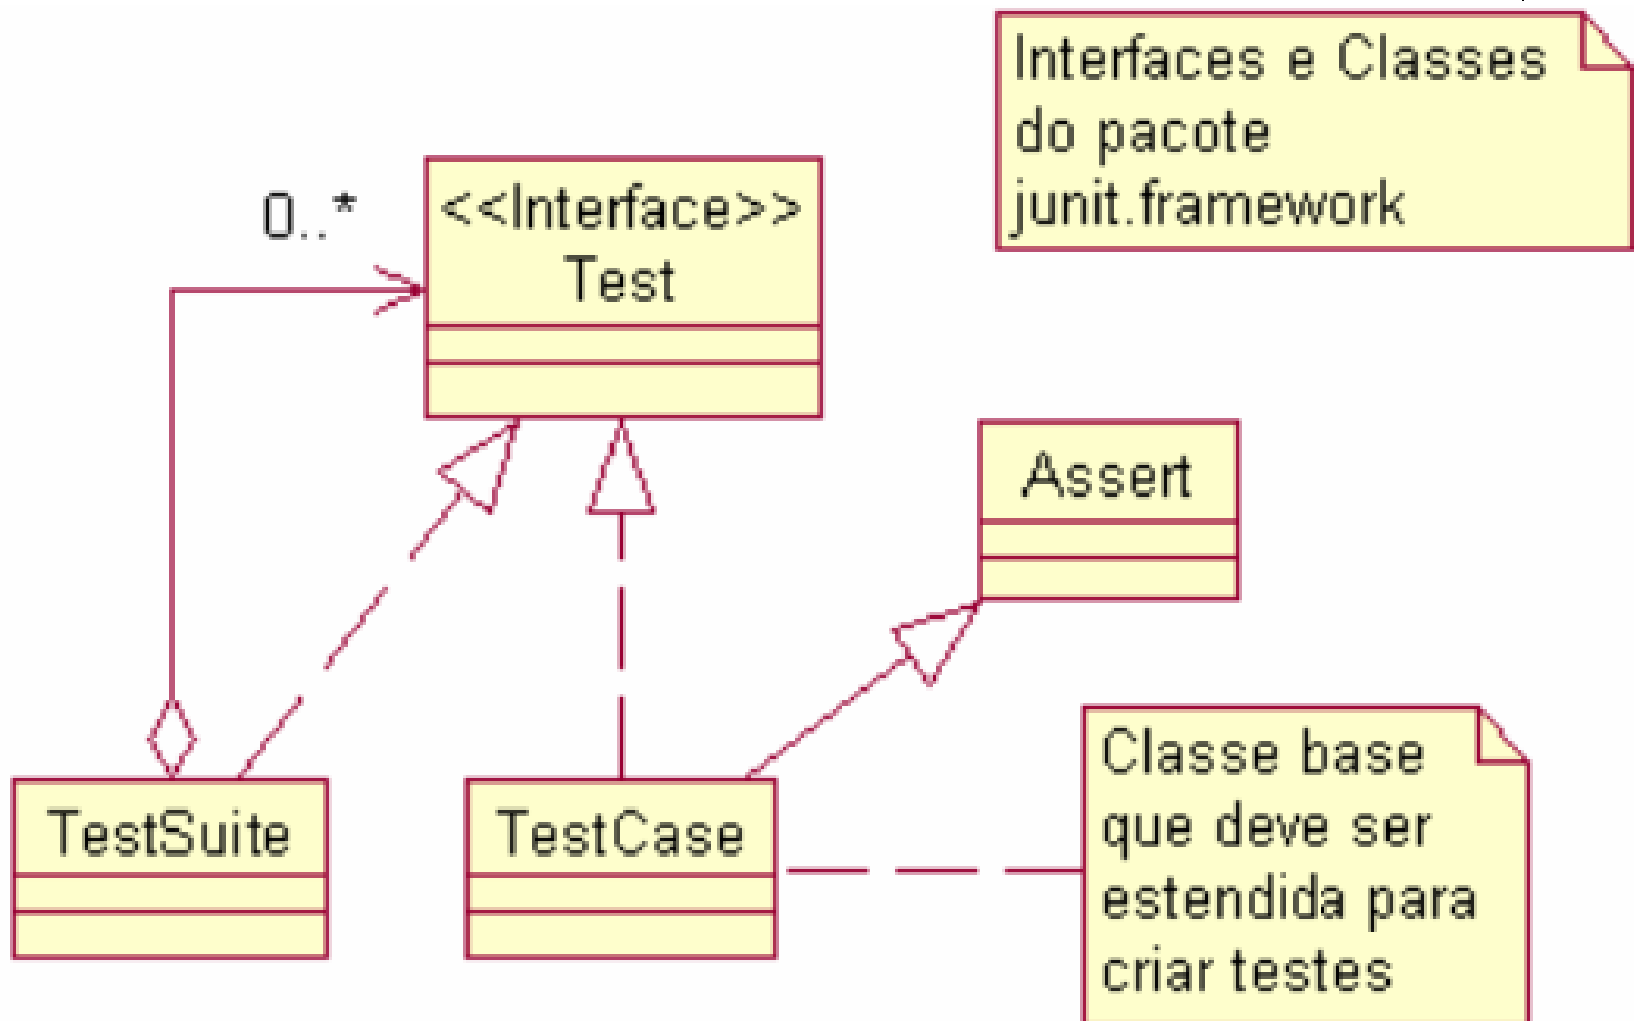 Interfaces e Classes
do pacote
junit.framework
0..*
<<Interface>>
Test
Assert
TestSuite
TestCase
Classe base
que deve ser
estendida para
criar testes